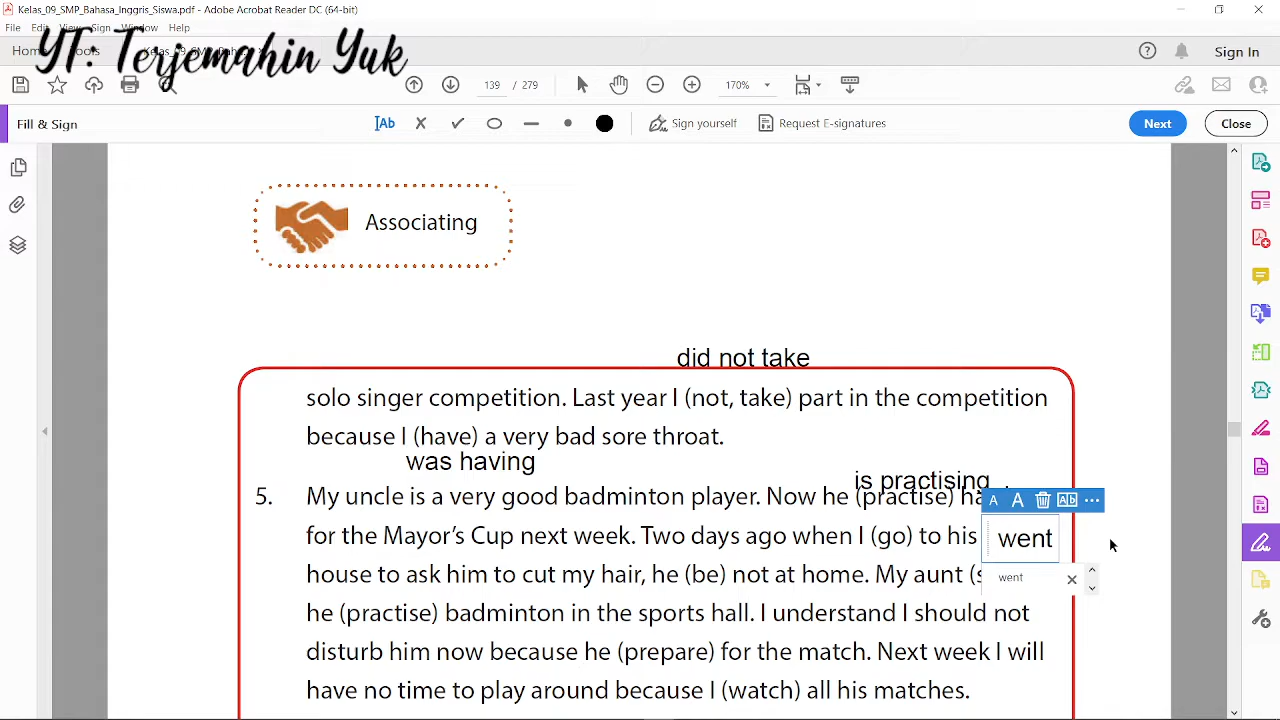 Kelas_09_SMP_Bahasa_Inggris_Siswa.pdf - Adobe Acrobat Reader DC (64-bit)
File Edit View Sign Window Help
YT: Terjemahin Yuk
Home Tools
Sign In
139 / 279
170%
Fill & Sign
Ab
Sign yourself
Request E-signatures
Next
Close
Associating
did not take
solo singer competition. Last year I (not, take) part in the competition
because I (have) a very bad sore throat.
was having
is practising
5. My uncle is a very good badminton player. Now he (practise)
A A Ab
for the Mayor's Cup next week. Two days ago when I (go) to his
went
house to ask him to cut my hair, he (be) not at home. My aunt
went
he (practise) badminton in the sports hall. I understand I should not
disturb him now because he (prepare) for the match. Next week I will
have no time to play around because I (watch) all his matches.